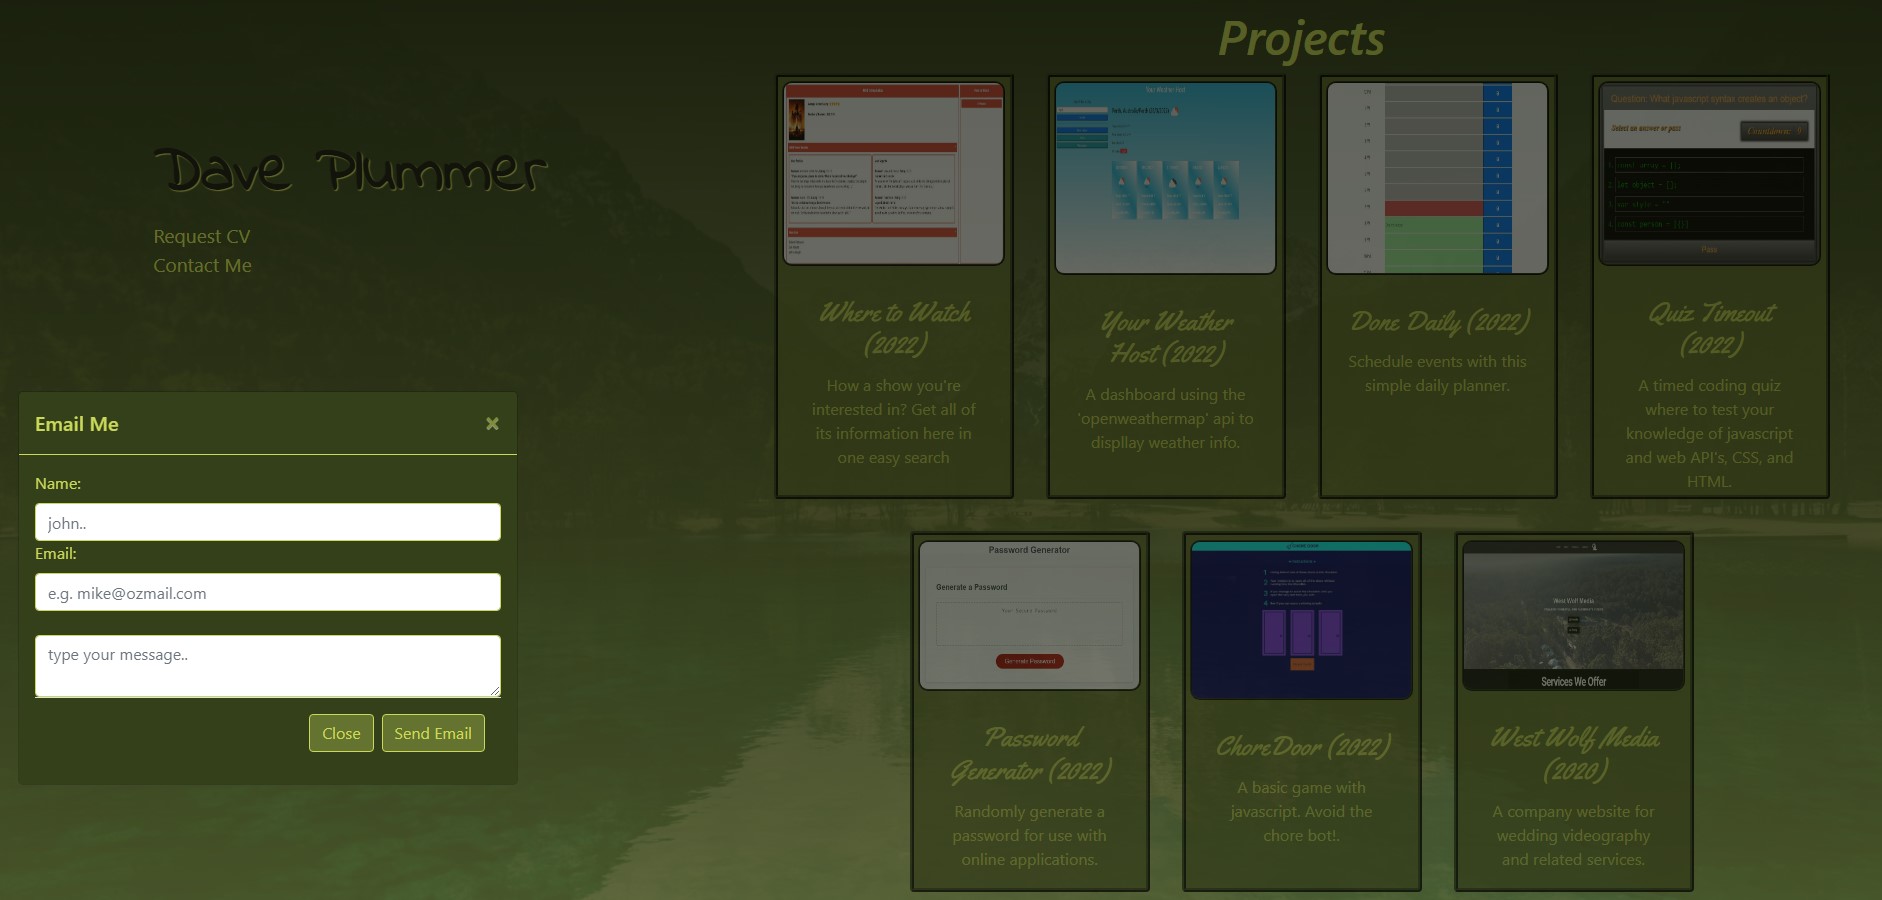 Projects
Dave Plummer
Request CV
Contact Me
Email Me
×
Name:
john..
Email:
e.g. mike@ozmail.com
type your message..
Close
Send Email
Where to Watch
(2022)
How a show you're
interested in? Get all of
its information here in
one easy search
Your Weather Host
Your Weather
Host (2022)
A dashboard using the
'openweathermap' api to
displlay weather info.
Done Daily (2022)
Schedule events with this
simple daily planner.
Question: What javascript syntax creates an object?
Select an answer or pass
Countdown: 9
Pass
Quiz Timeout
(2022)
A timed coding quiz
where to test your
knowledge of javascript
and web API's, CSS, and
HTML.
Password Generator
Generate a Password
Your Secure Password
Generate Password
Password
Generator (2022)
Randomly generate a
password for use with
online applications.
ChoreDoor (2022)
A basic game with
javascript. Avoid the
chore bot!.
West Wolf Media
Services We Offer
West Wolf Media
(2020)
A company website for
wedding videography
and related services.